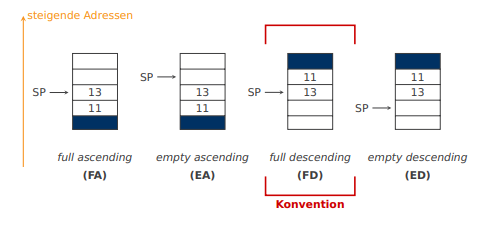 steigende Adressen
SP
13
11
full ascending
(FA)
SP
13
11
empty ascending
(EA)
SP
11
13
full descending
(FD)
Konvention
SP
11
13
empty descending
(ED)